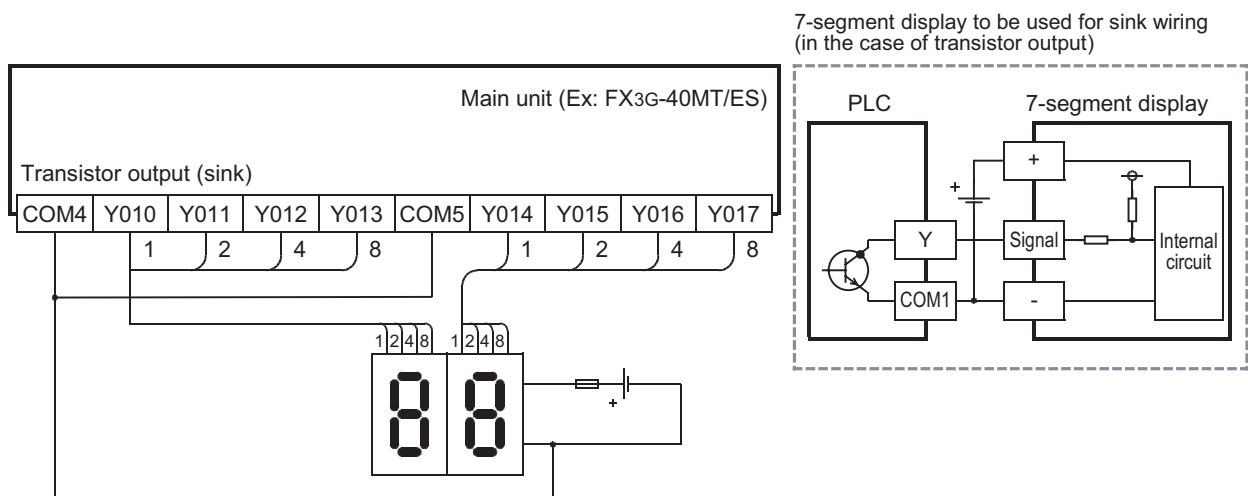 7-segment display to be used for sink wiring
(in the case of transistor output)
Main unit (Ex: FX3G-40MT/ES)
PLC 7-segment display
Transistor output (sink)
COM4 Y010 Y011 Y012 Y013 COM5 Y014 Y015 Y016 Y017
1 2 4 8 1 2 4 8
1 2 4 8 1 2 4 8
+
+
Y Signal Internal
circuit
COM1 -
+